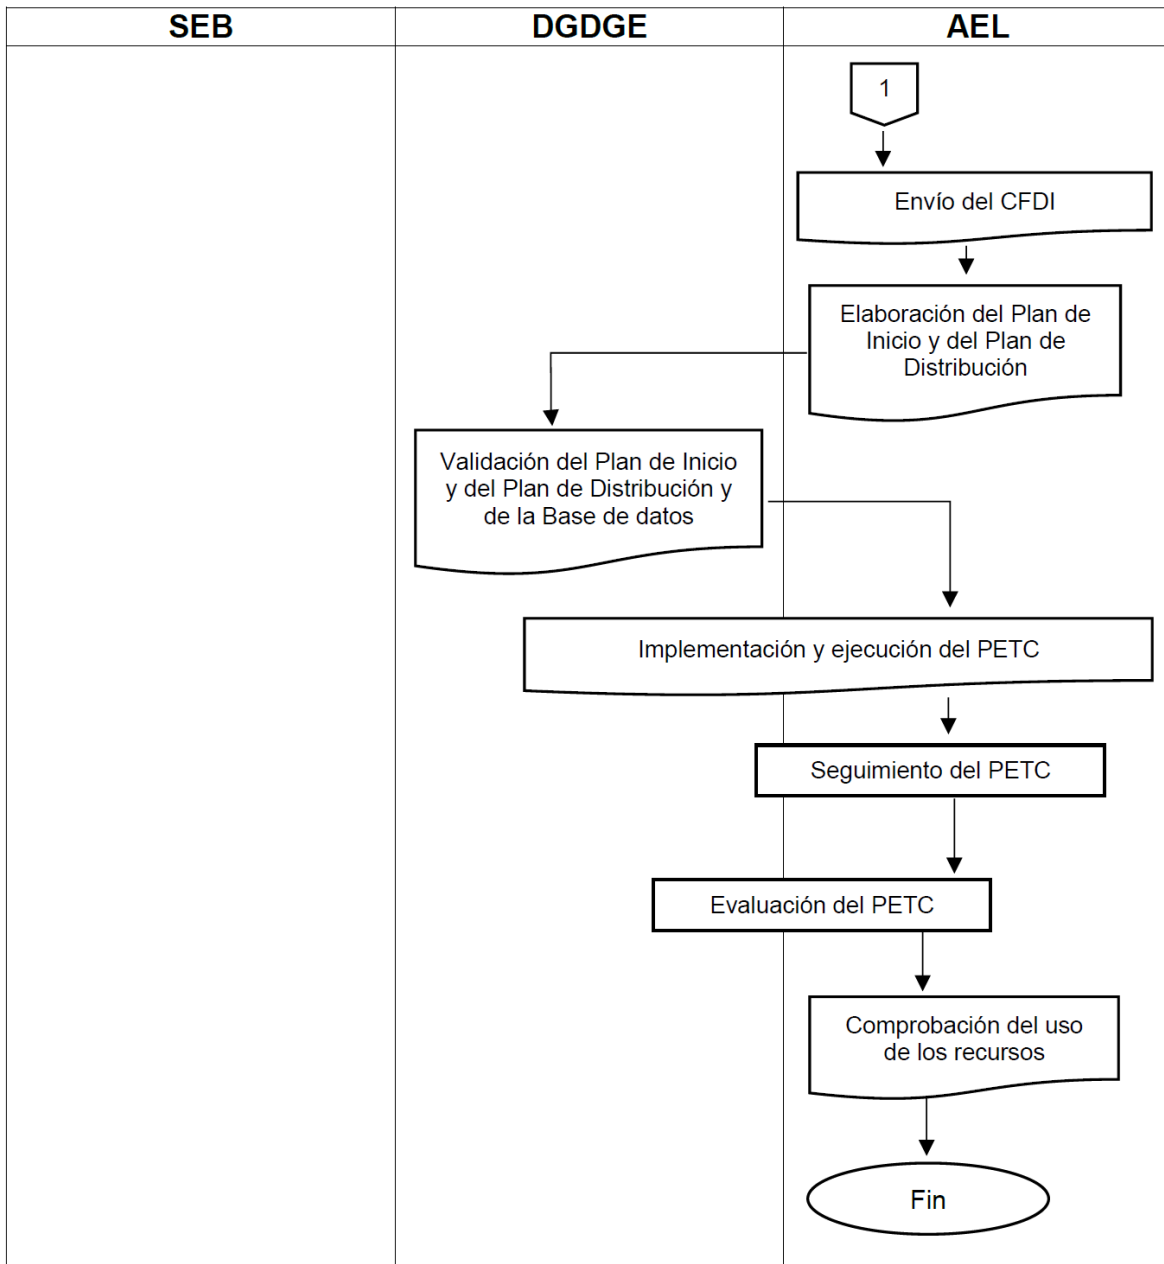 SEB
DGDGE
AEL
1
Envío del CFDI
Elaboración del Plan de
Inicio y del Plan de
Distribución
Validación del Plan de Inicio
y del Plan de Distribución y
de la Base de datos
Implementación y ejecución del PETC
Seguimiento del PETC
Evaluación del PETC
Comprobación del uso
de los recursos
Fin